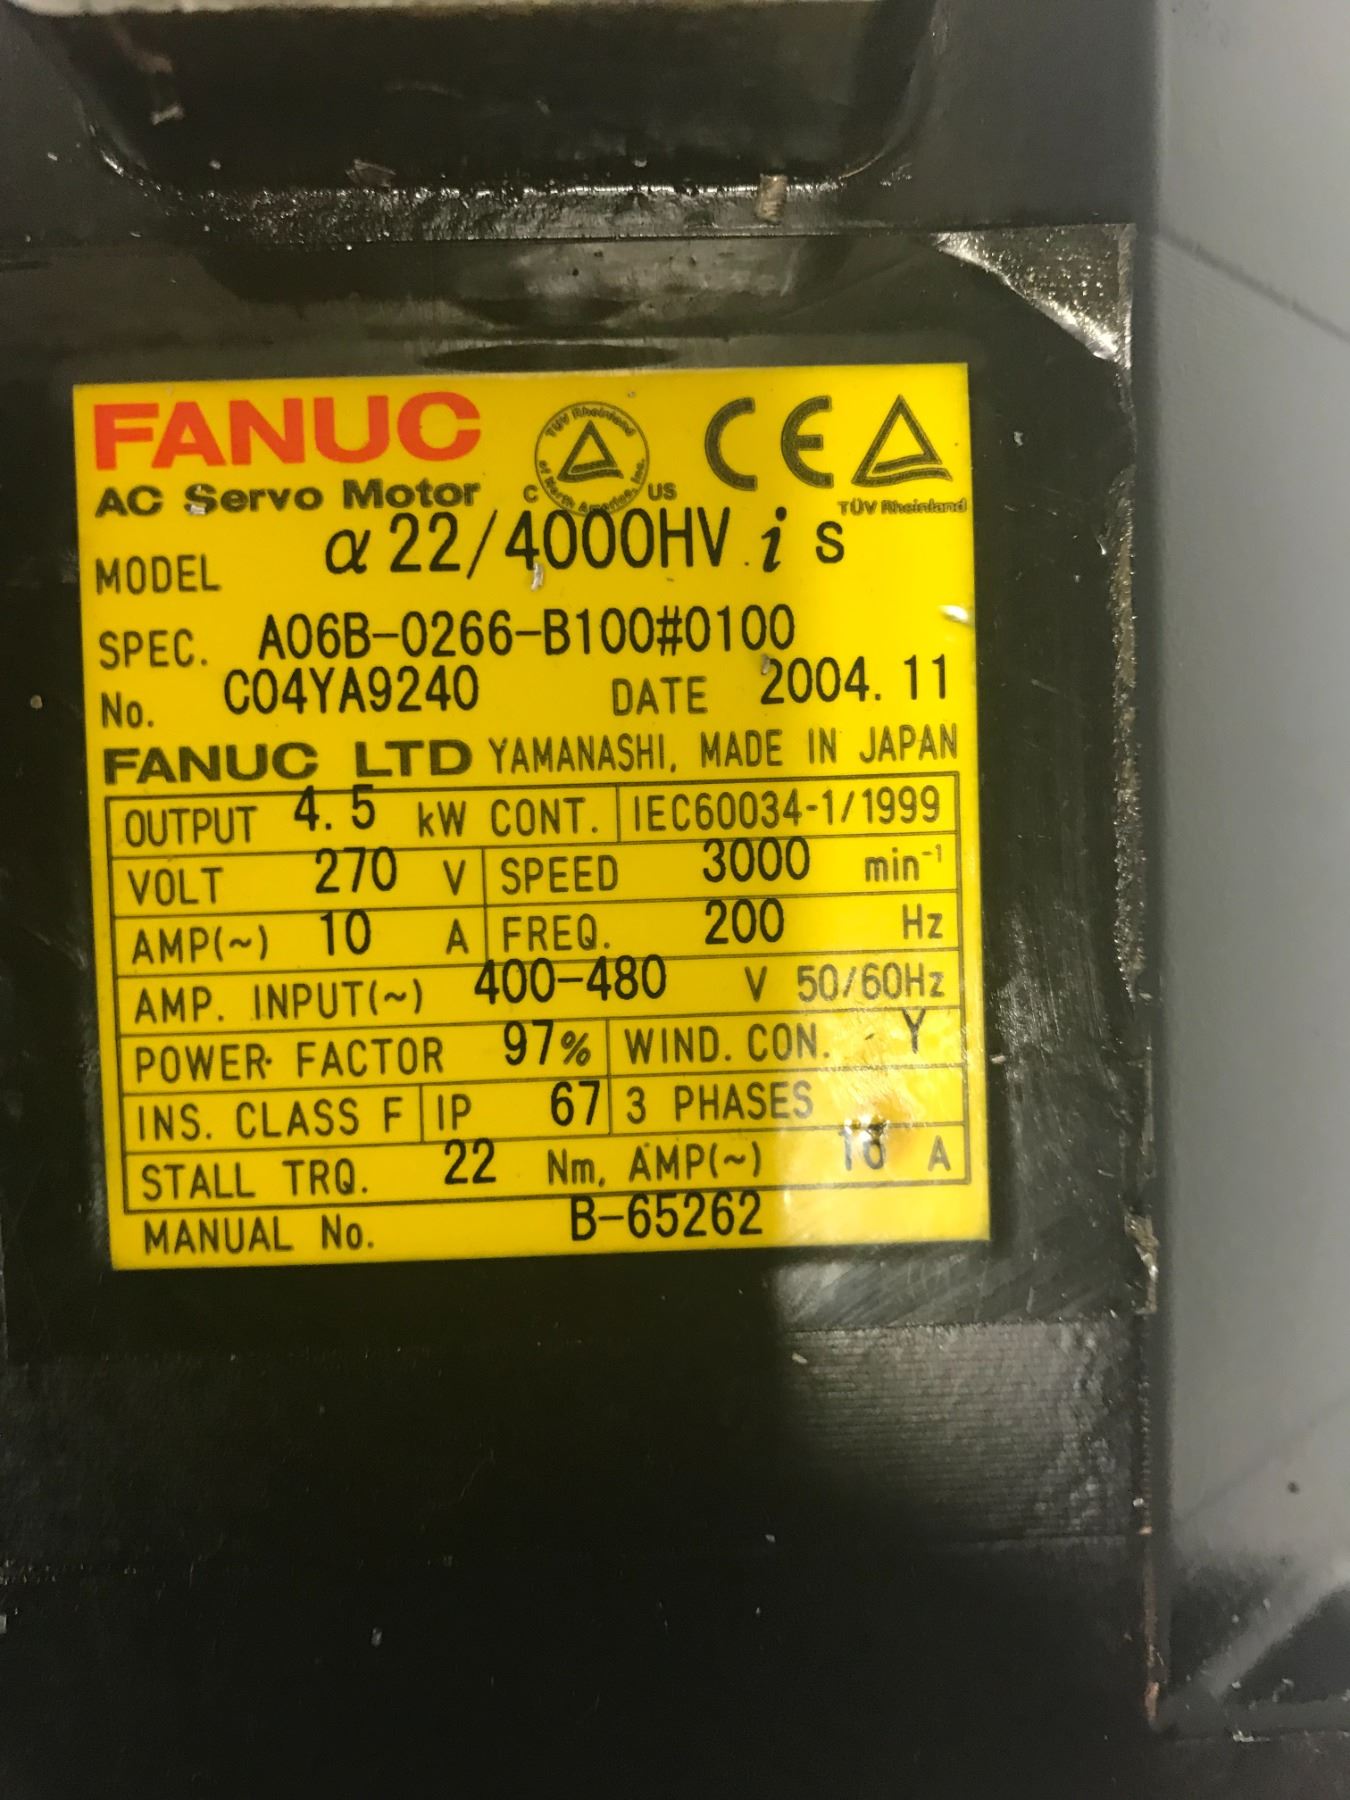 FANUC
TÜV Rheinland of North America, Inc.
C US
CE
TÜV Rheinland
AC Servo Motor
MODEL α22/4000HV i s
SPEC. A06B-0266-B100#0100
No. C04YA9240 DATE 2004.11
FANUC LTD YAMANASHI, MADE IN JAPAN
OUTPUT 4.5 kW CONT. IEC60034-1/1999
VOLT 270 V SPEED 3000 min⁻¹
AMP(~) 10 A FREQ. 200 Hz
AMP. INPUT(~) 400-480 V 50/60Hz
POWER FACTOR 97% WIND. CON. Y
INS. CLASS F IP 67 3 PHASES
STALL TRQ. 22 Nm, AMP(~) A
MANUAL No. B-65262